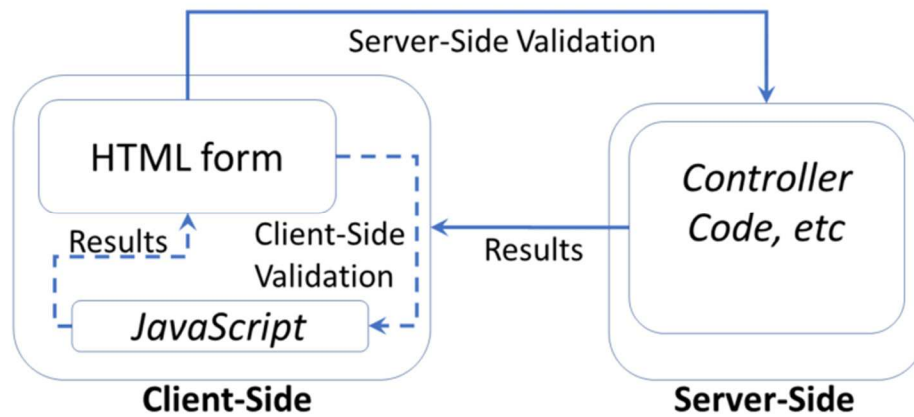 Server-Side Validation
HTML form
Results
Client-Side
Validation
JavaScript
Client-Side
Results
Controller
Code, etc
Server-Side